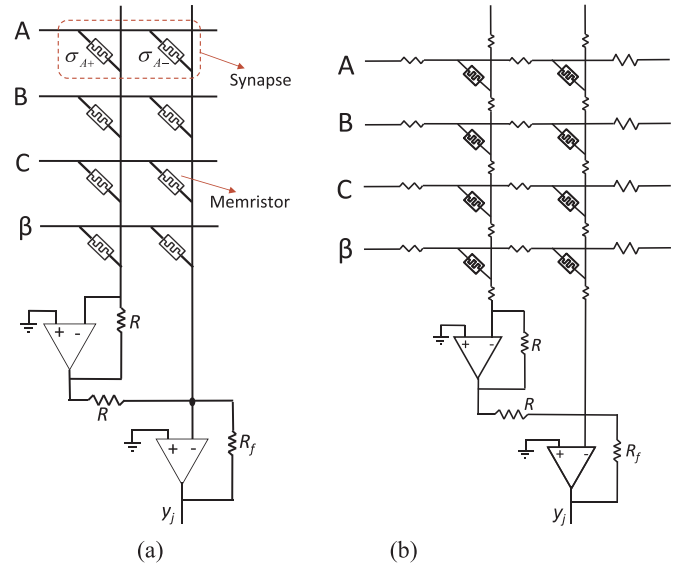 A
σA+
σA−
Synapse
B
C
Memristor
β
+ -
R
R
+ -
Rf
yj
(a)
A
B
C
β
+ -
R
R
+ -
Rf
yj
(b)